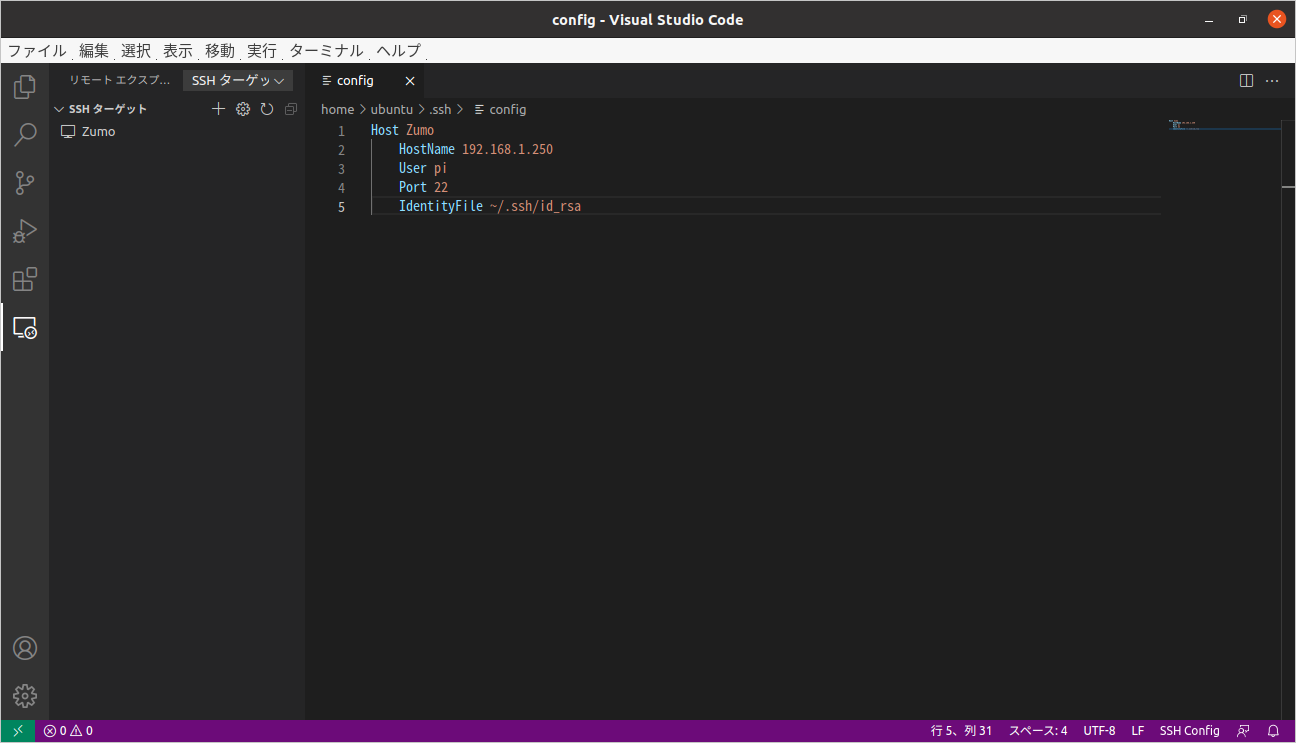 config - Visual Studio Code
ファイル 編集 選択 表示 移動 実行 ターミナル ヘルプ
リモート エクスプ... SSH ターゲッ
config
SSH ターゲット
home > ubuntu > .ssh > config
Zumo
1 Host Zumo
2 HostName 192.168.1.250
3 User pi
4 Port 22
5 IdentityFile ~/.ssh/id_rsa
0 0 行 5、列 31 スペース: 4 UTF-8 LF SSH Config